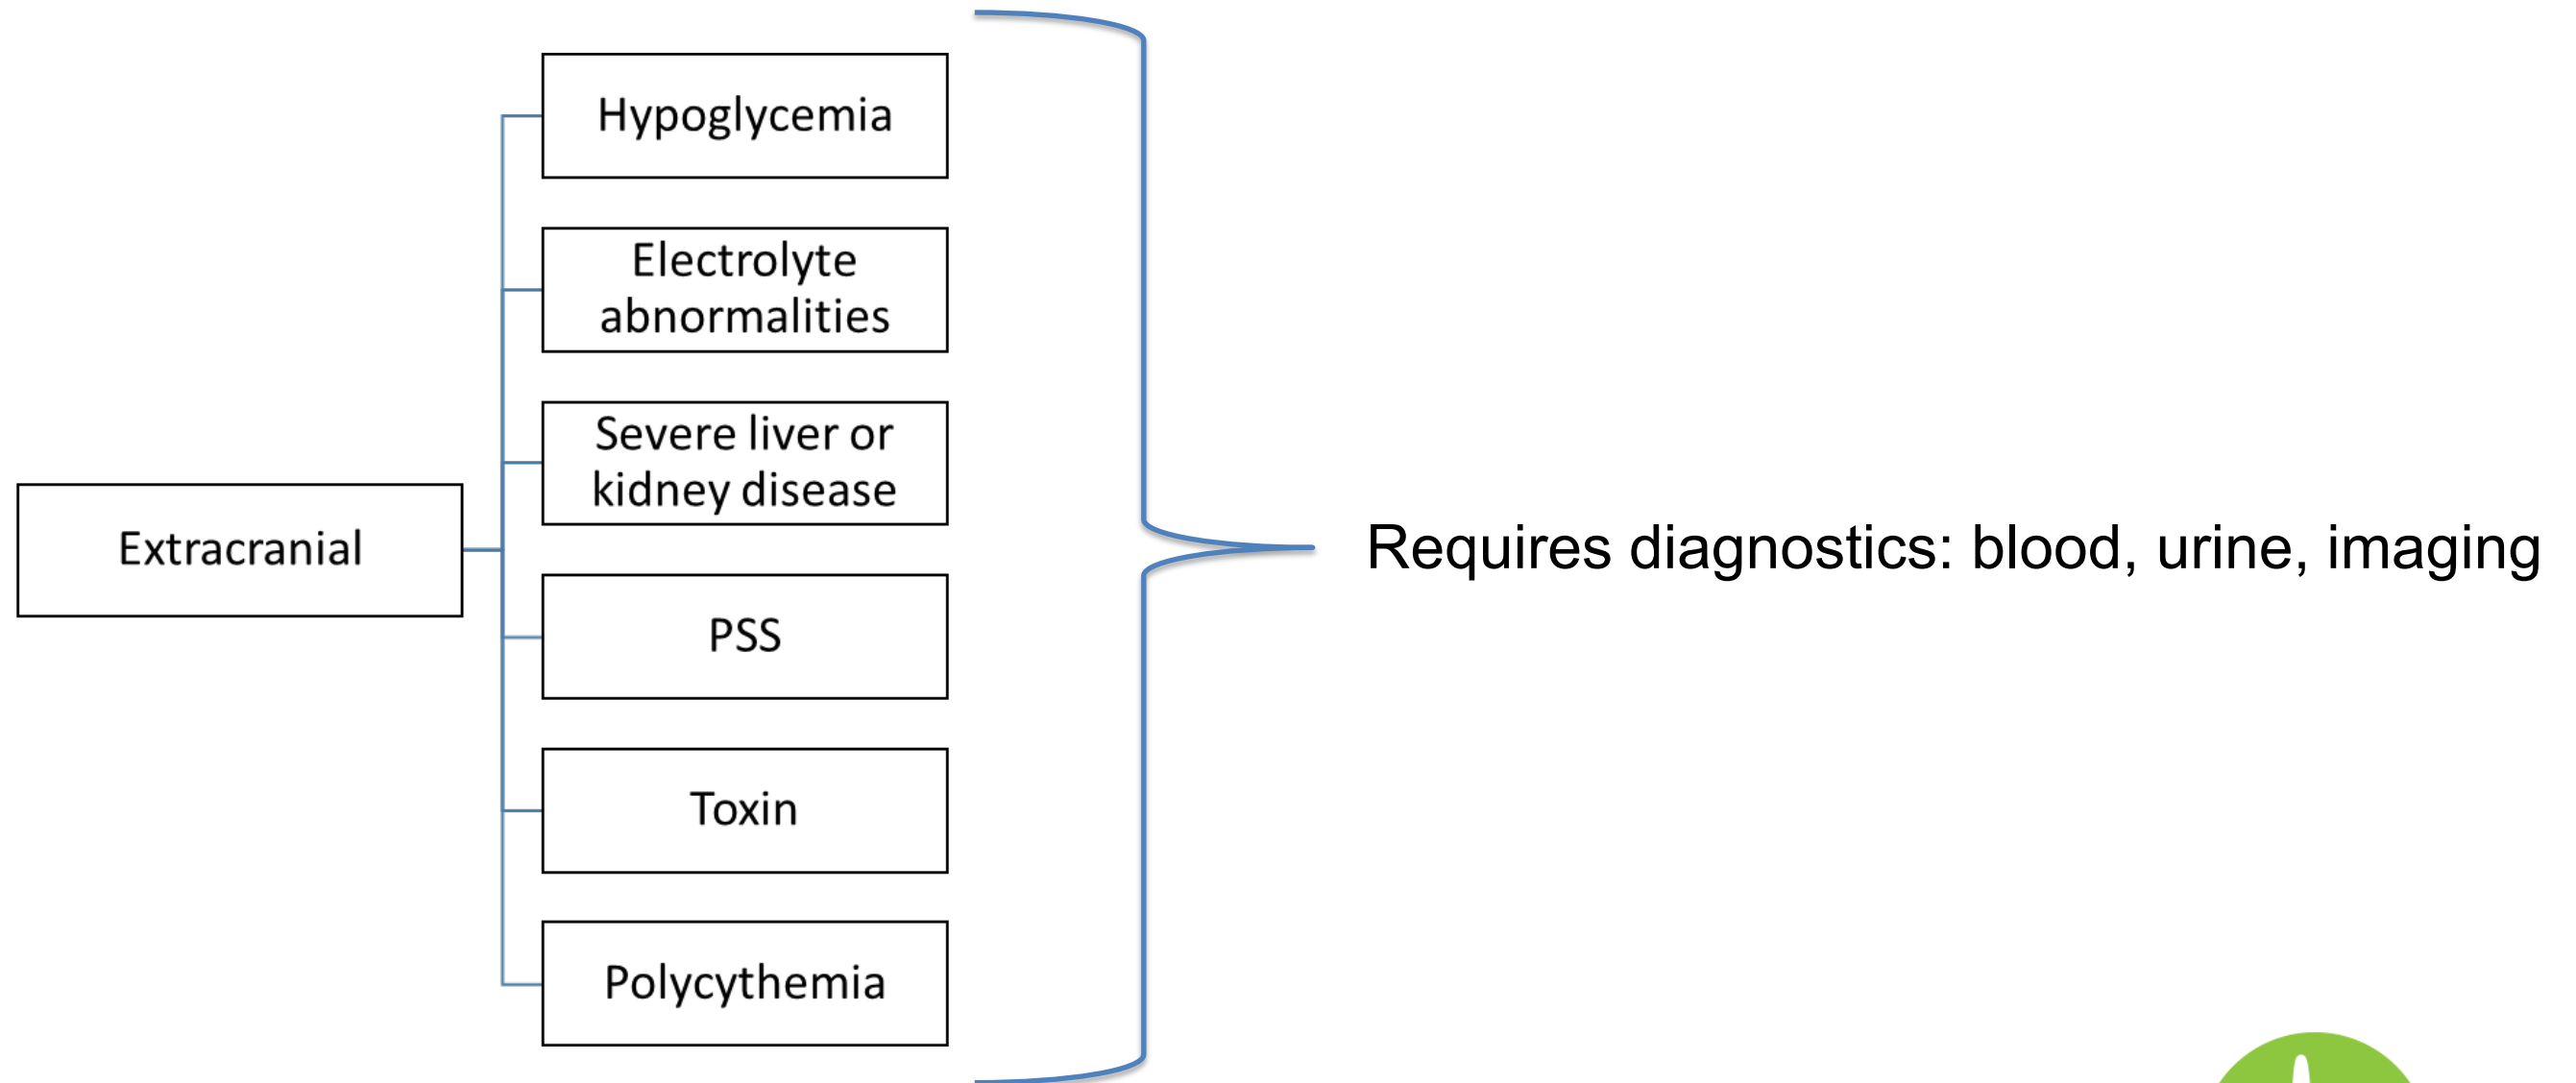 Hypoglycemia
Electrolyte
abnormalities
Severe liver or
kidney disease
Extracranial
PSS
Toxin
Polycythemia
Requires diagnostics: blood, urine, imaging